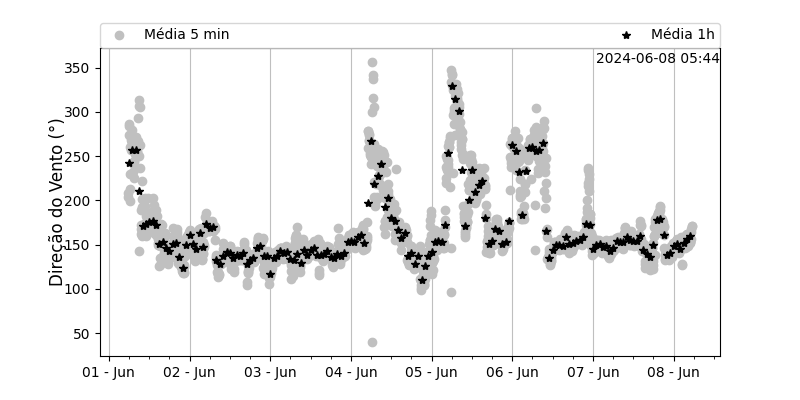 Média 5 min Média 1h
2024-06-08 05:44
Direção do Vento (°)
350
300
250
200
150
100
50
01 - Jun 02 - Jun 03 - Jun 04 - Jun 05 - Jun 06 - Jun 07 - Jun 08 - Jun